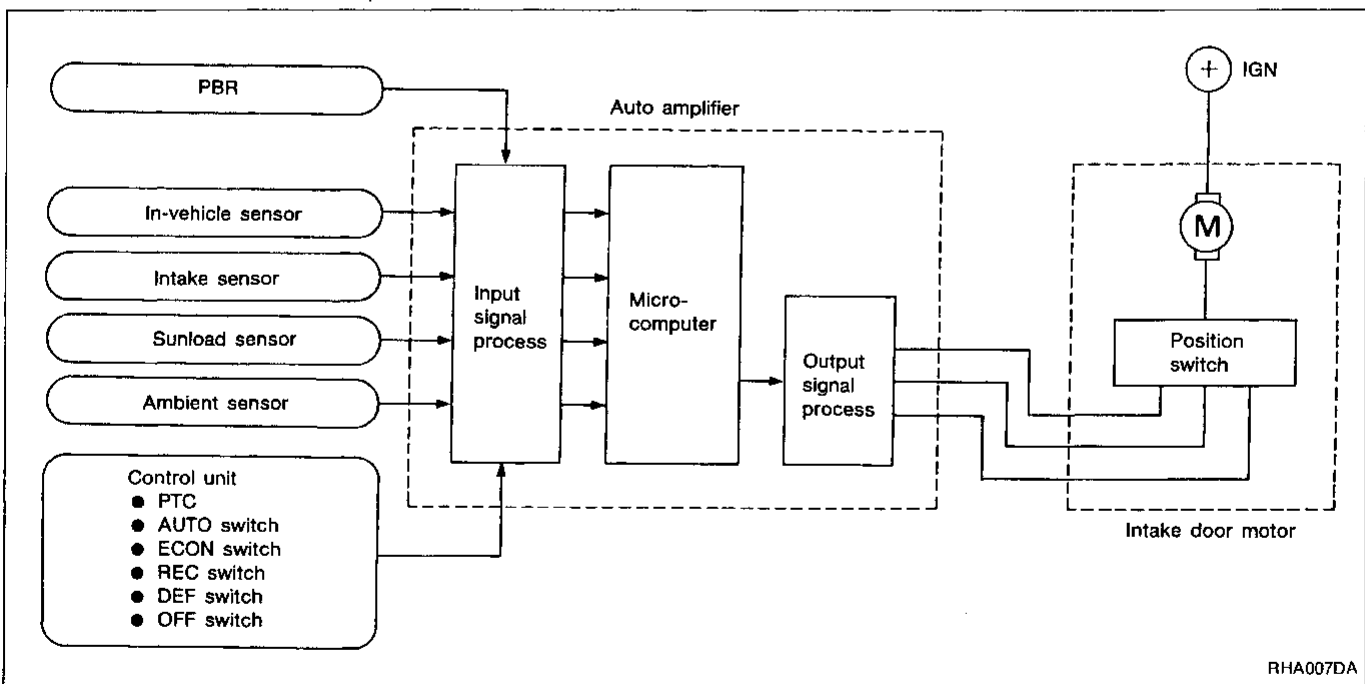 PBR
IGN
Auto amplifier
In-vehicle sensor
Intake sensor
Sunload sensor
Ambient sensor
Input
signal
process
Micro-
computer
Output
signal
process
M
Position
switch
Intake door motor
Control unit
● PTC
● AUTO switch
● ECON switch
● REC switch
● DEF switch
● OFF switch
RHA007DA